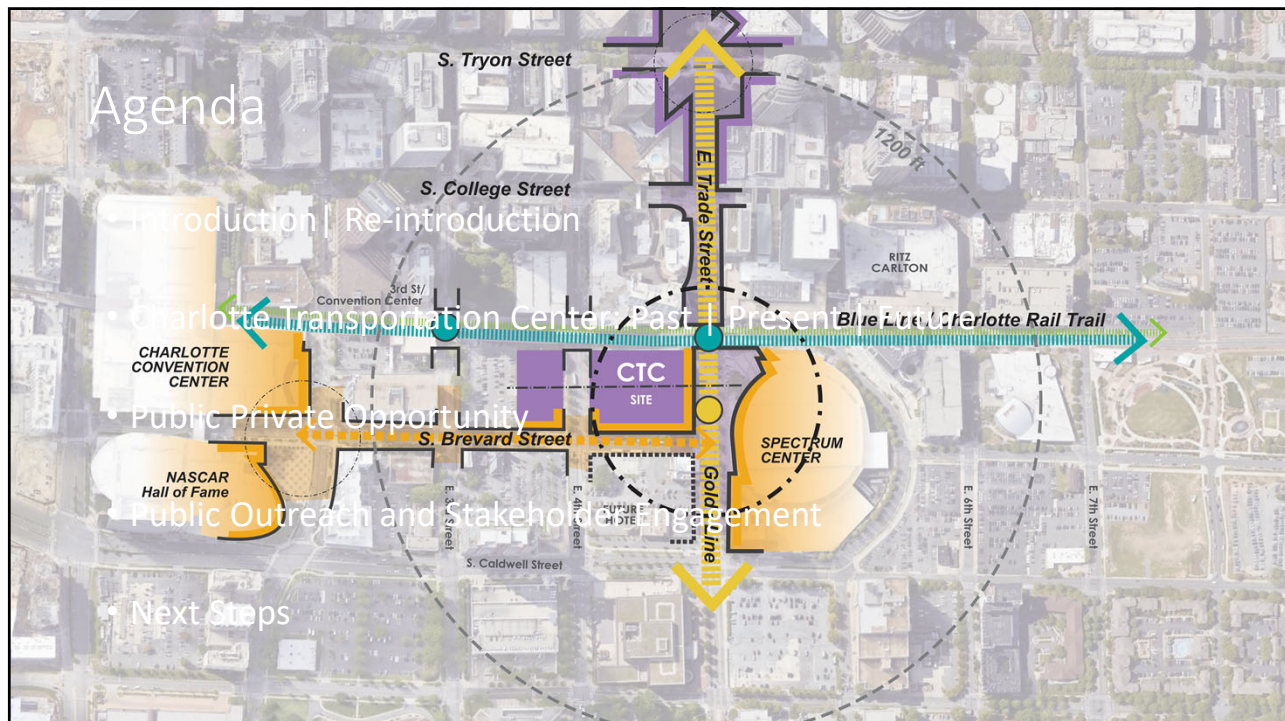 Agenda
• Introduction| Re-introduction
• Charlotte Transportation Center: Past | Present | Future
• Public Private Opportunity
• Public Outreach and Stakeholder Engagement
• Next Steps
S. Tryon Street
S. College Street
E. Trade Street
1200 ft
RITZ
CARLTON
3rd St/
Convention Center
Blue Line / Charlotte Rail Trail
CHARLOTTE
CONVENTION
CENTER
CTC
SITE
S. Brevard Street
SPECTRUM
CENTER
NASCAR
Hall of Fame
Gold Line
FUTURE
HOTEL
E. 3rd Street
E. 4th Street
E. 6th Street
E. 7th Street
S. Caldwell Street